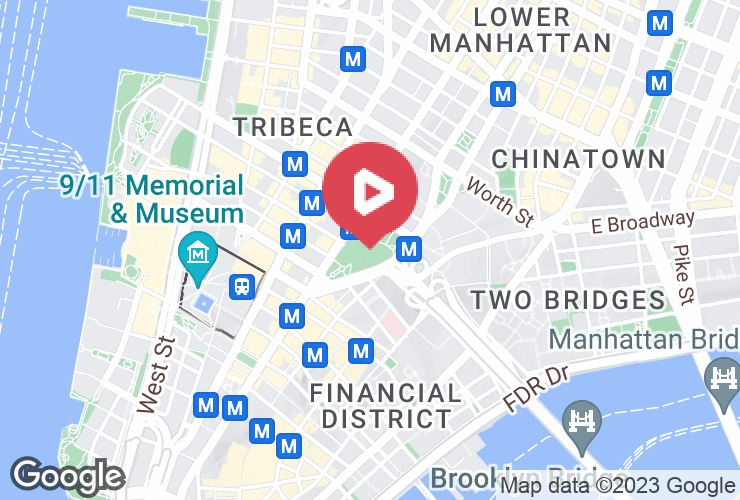 LOWER
MANHATTAN
M
M
M
TRIBECA
CHINATOWN
M
9/11 Memorial
& Museum
M
Worth St
E Broadway
M
M
M
M
Pike St
TWO BRIDGES
M
Manhattan Brid
M
M
West St
FINANCIAL
DISTRICT
FDR Dr
M
M
M
M
Brooklyn Bridge
Google
Map data ©2023 Google